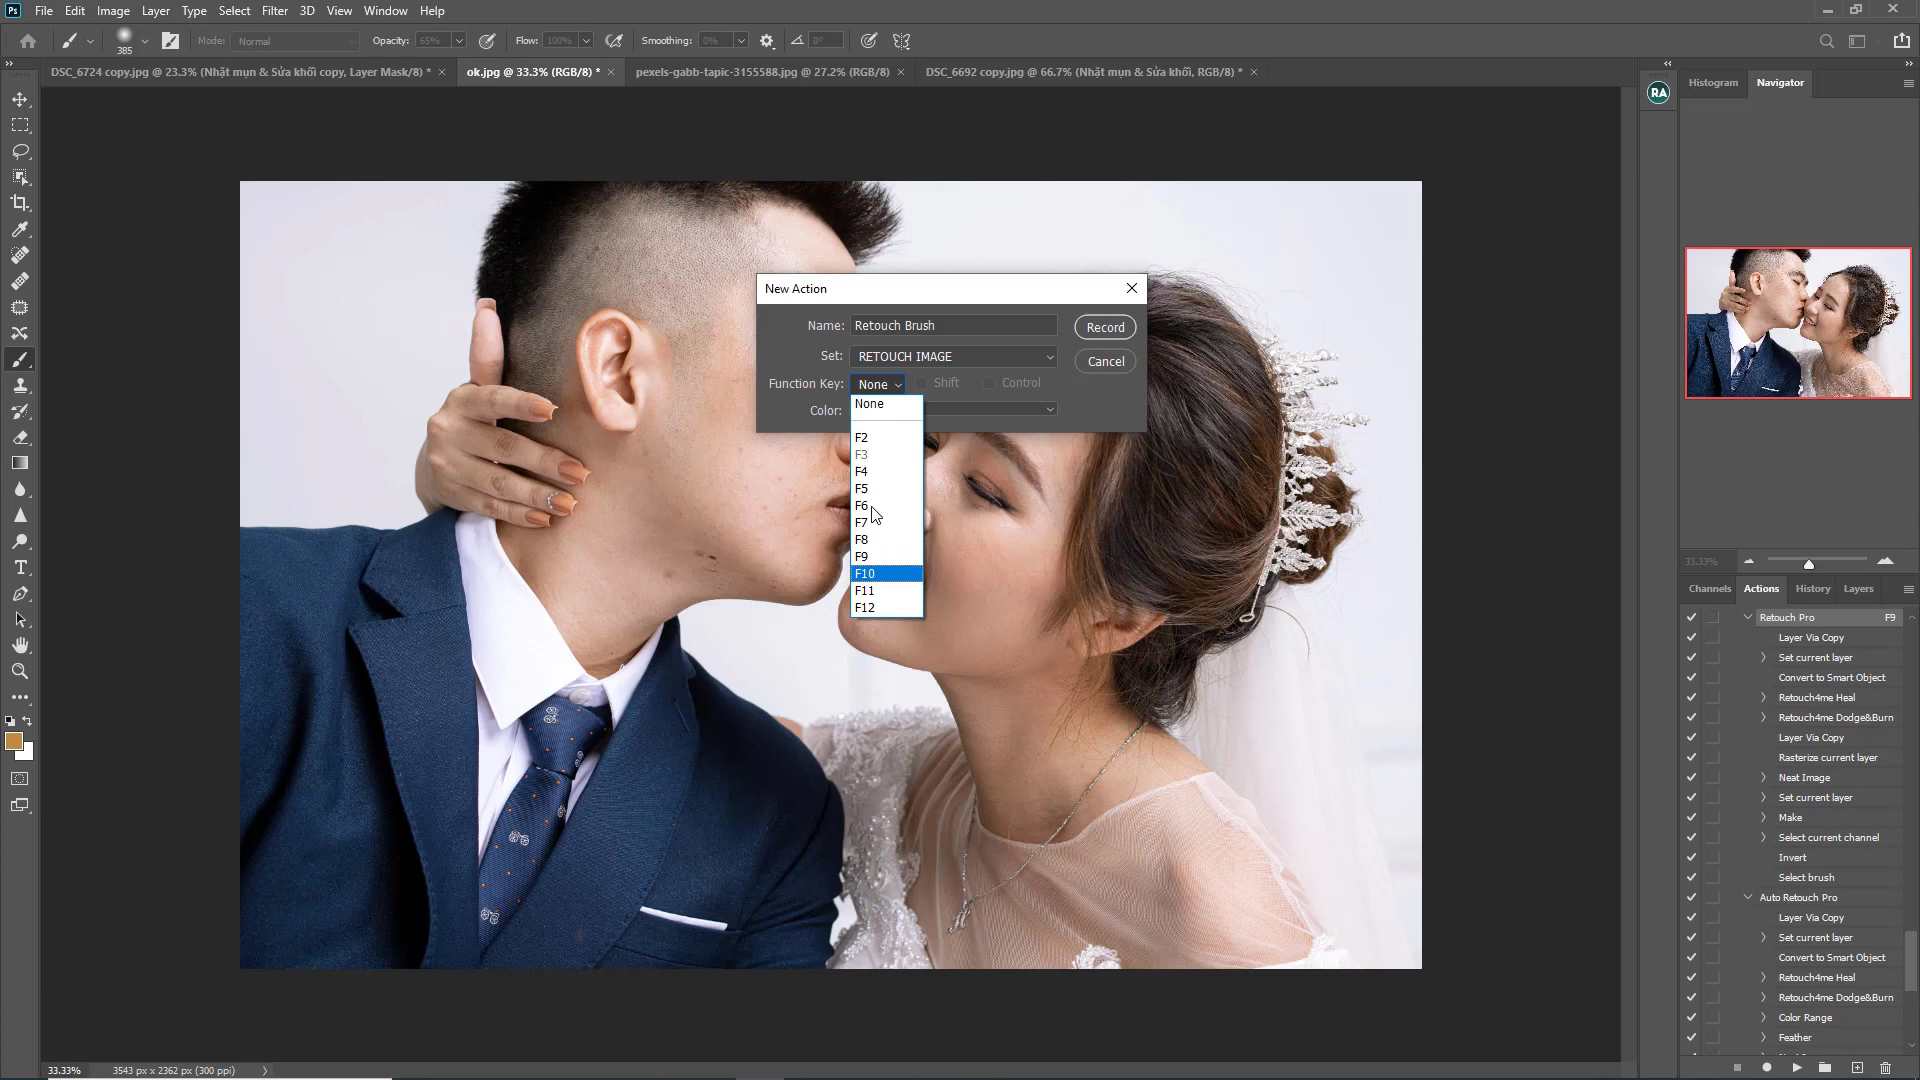 Ps File Edit Image Layer Type Select Filter 3D View Window Help
385 Mode: Normal Opacity: 65% Flow: 100% Smoothing: 0% 0°
DSC_6724 copy.jpg @ 23.3% (Nhặt mụn & Sửa khối copy, Layer Mask/8) * × ok.jpg @ 33.3% (RGB/8) * × pexels-gabb-tapic-3155588.jpg @ 27.2% (RGB/8) × DSC_6692 copy.jpg @ 66.7% (Nhặt mụn & Sửa khối, RGB/8) * ×
RA
Histogram Navigator
New Action
Name: Retouch Brush Record
Set: RETOUCH IMAGE Cancel
Function Key: None Shift Control
Color:
None
F2
F3
F4
F5
F6
F7
F8
F9
F10
F11
F12
33.33%
Channels Actions History Layers
Retouch Pro F9
Layer Via Copy
Set current layer
Convert to Smart Object
Retouch4me Heal
Retouch4me Dodge&Burn
Layer Via Copy
Rasterize current layer
Neat Image
Set current layer
Make
Select current channel
Invert
Select brush
Auto Retouch Pro
Layer Via Copy
Set current layer
Convert to Smart Object
Retouch4me Heal
Retouch4me Dodge&Burn
Color Range
Feather
33.33% 3543 px x 2362 px (300 ppi)